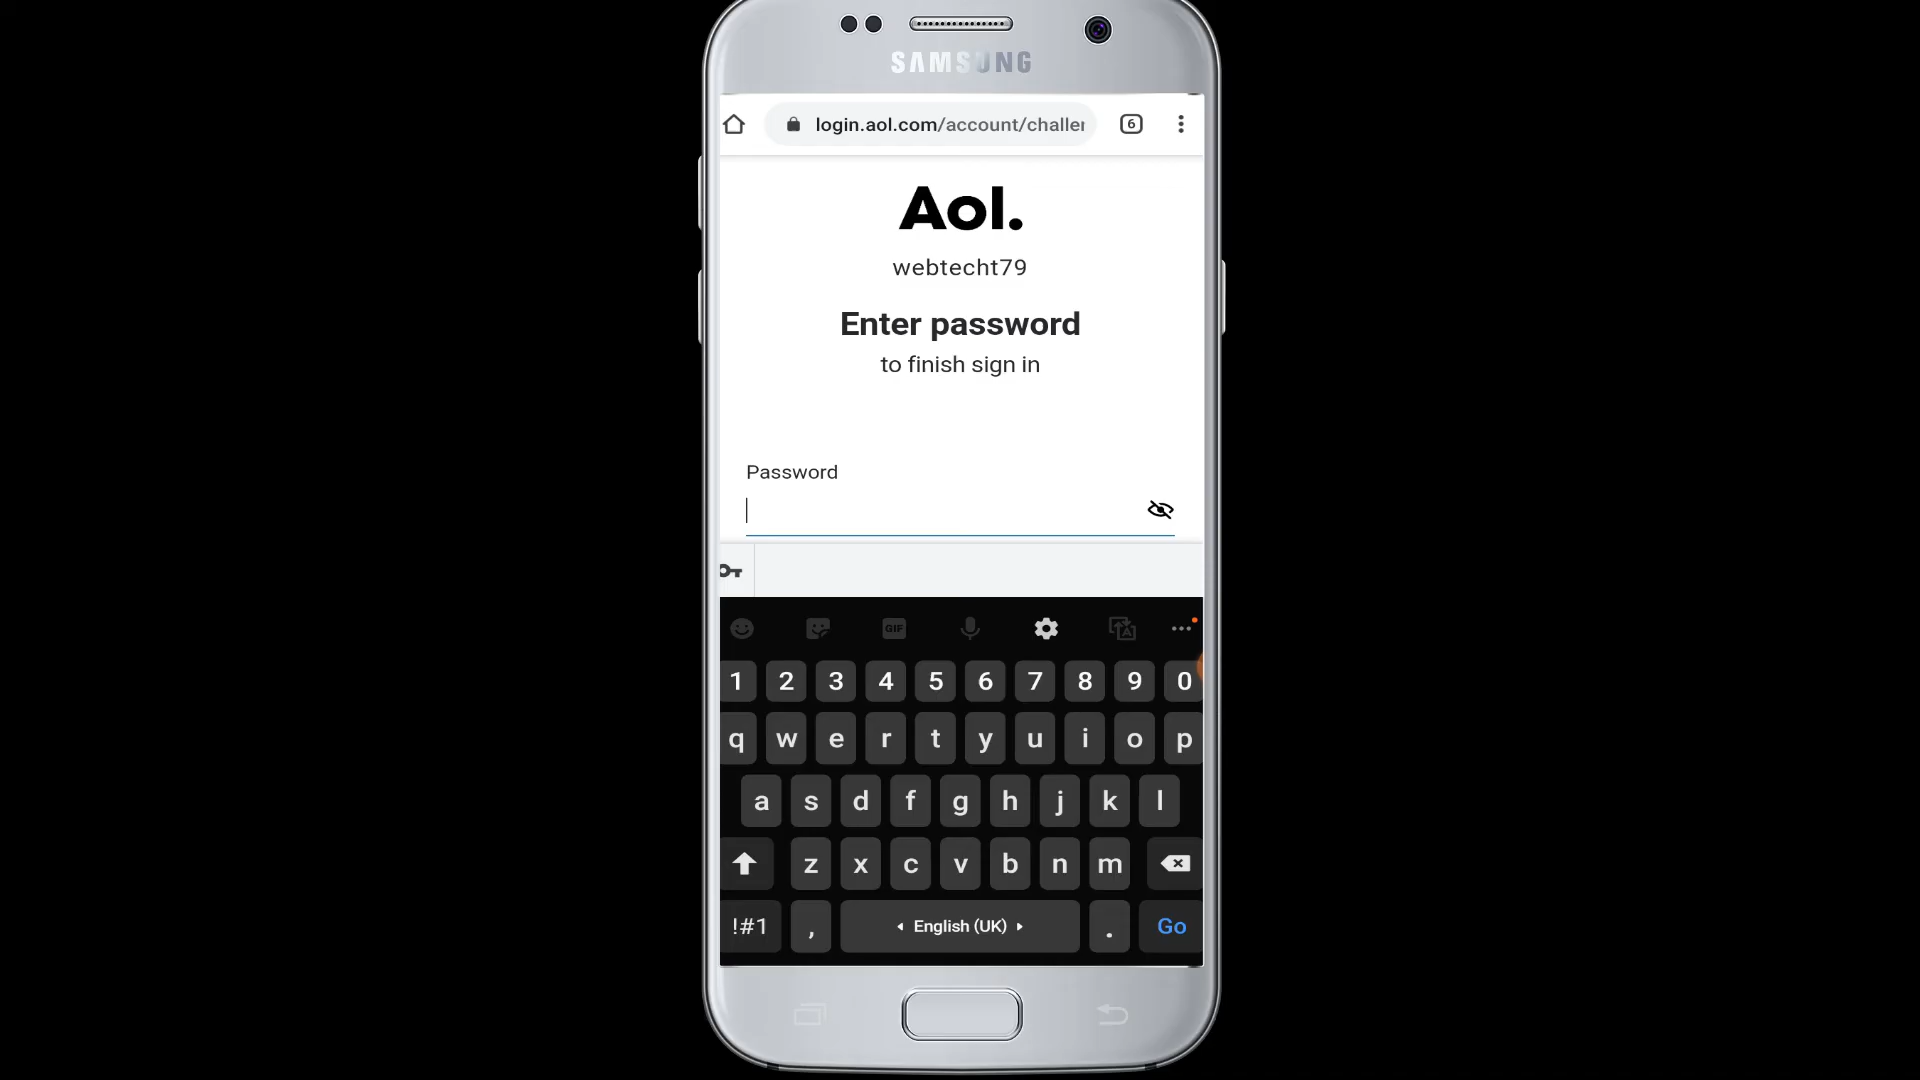 SAMSUNG
login.aol.com/account/challer
6
Aol.
webtecht79
Enter password
to finish sign in
Password
GIF
1 2 3 4 5 6 7 8 9 0
q w e r t y u i o p
a s d f g h j k l
z x c v b n m
!#1 , English (UK) . Go